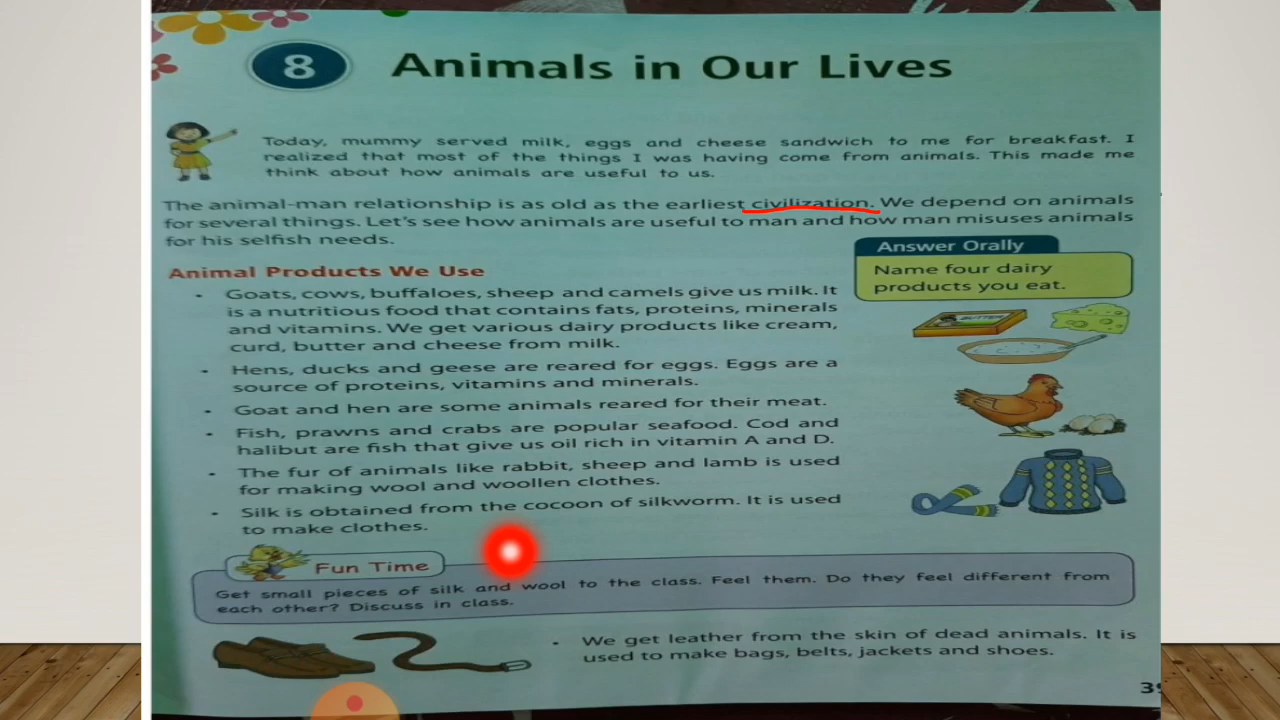 8 Animals in Our Lives
Today, mummy served milk, eggs and cheese sandwich to me for breakfast. I
realized that most of the things I was having come from animals. This made me
think about how animals are useful to us.
The animal-man relationship is as old as the earliest civilization. We depend on animals
for several things. Let's see how animals are useful to man and how man misuses animals
for his selfish needs.
Animal Products We Use
• Goats, cows, buffaloes, sheep and camels give us milk. It
is a nutritious food that contains fats, proteins, minerals
and vitamins. We get various dairy products like cream,
curd, butter and cheese from milk.
• Hens, ducks and geese are reared for eggs. Eggs are a
source of proteins, vitamins and minerals.
• Goat and hen are some animals reared for their meat.
• Fish, prawns and crabs are popular seafood. Cod and
halibut are fish that give us oil rich in vitamin A and D.
• The fur of animals like rabbit, sheep and lamb is used
for making wool and woollen clothes.
• Silk is obtained from the cocoon of silkworm. It is used
to make clothes.
Answer Orally
Name four dairy
products you eat.
BUTTER
Fun Time
Get small pieces of silk and wool to the class. Feel them. Do they feel different from
each other? Discuss in class.
• We get leather from the skin of dead animals. It is
used to make bags, belts, jackets and shoes.